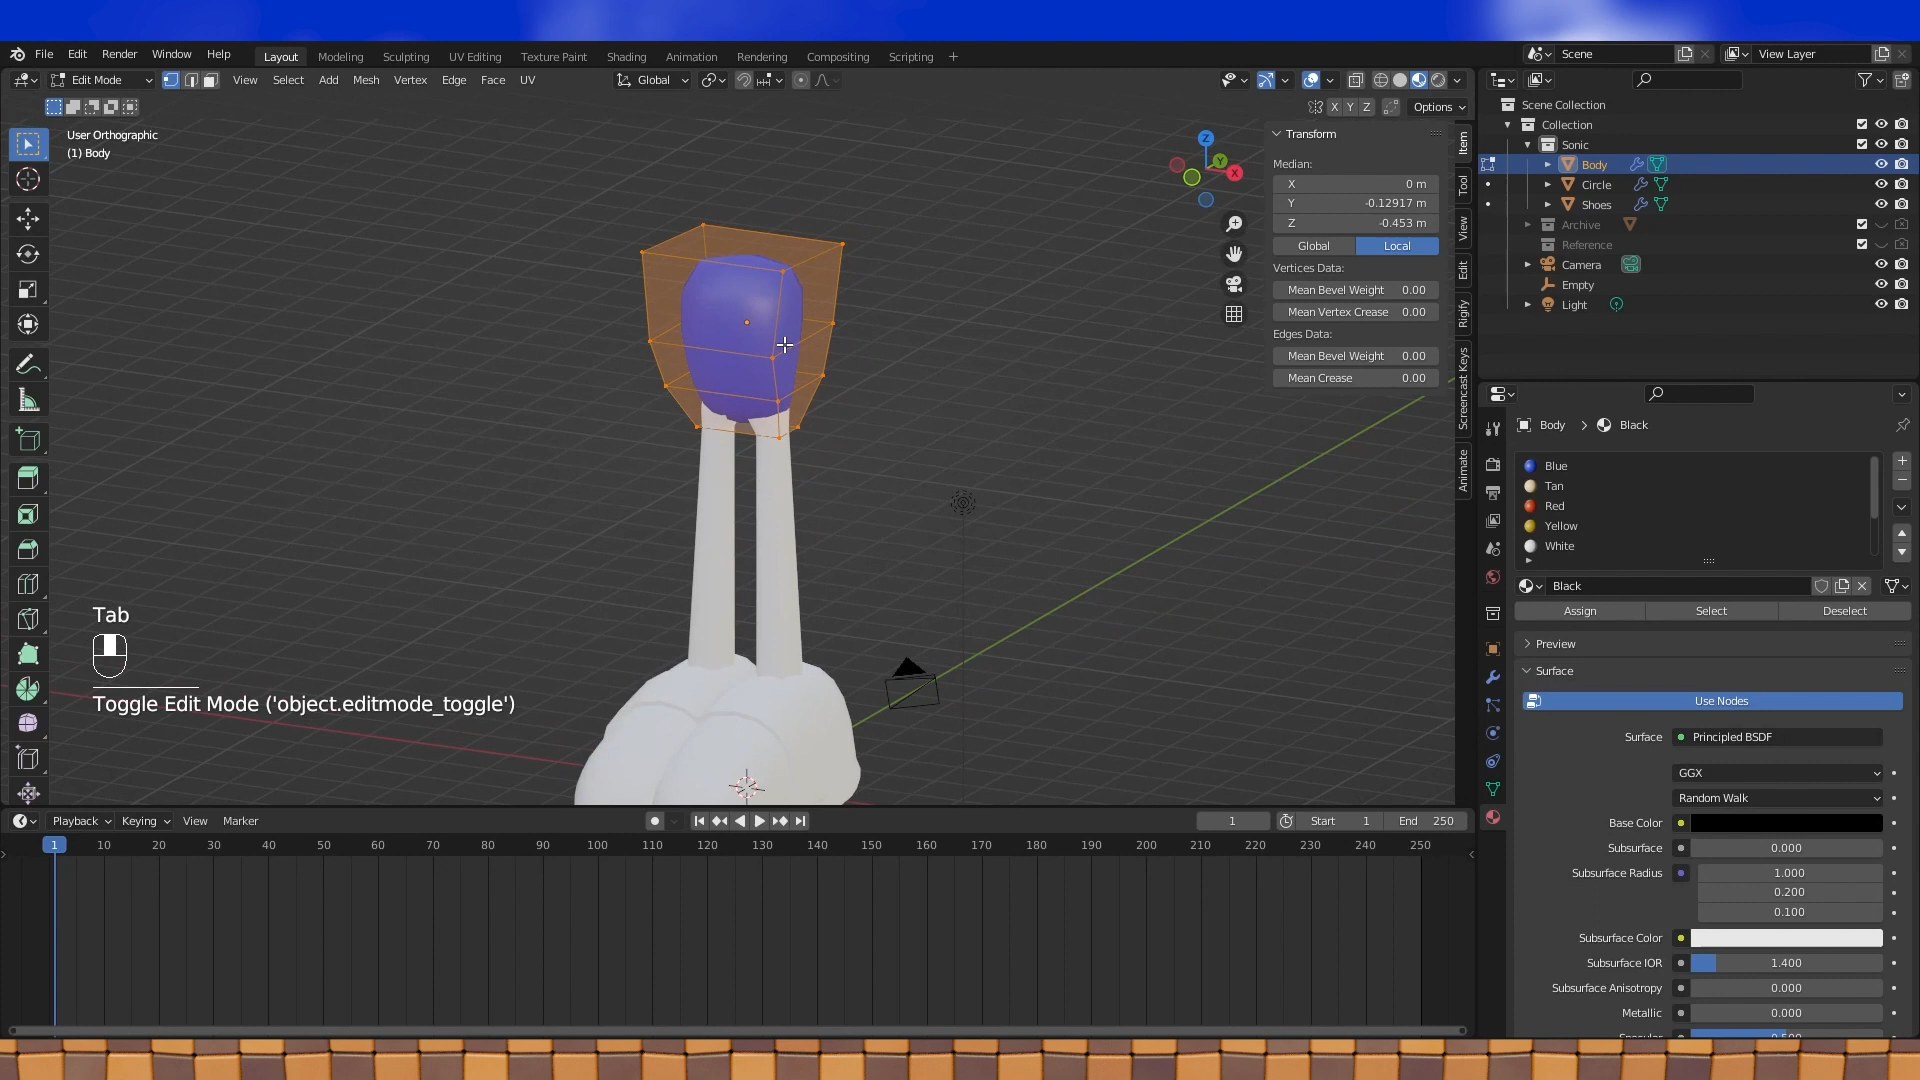 File Edit Render Window Help Layout Modeling Sculpting UV Editing Texture Paint Shading Animation Rendering Compositing Scripting + Scene View Layer
Edit Mode View Select Add Mesh Vertex Edge Face UV Global
X Y Z Options
User Orthographic
(1) Body
Transform
Median:
X 0 m
Y -0.12917 m
Z -0.453 m
Global Local
Vertices Data:
Mean Bevel Weight 0.00
Mean Vertex Crease 0.00
Edges Data:
Mean Bevel Weight 0.00
Mean Crease 0.00
Item
Tool
View
Edit
Rigify
Screencast Keys
Animate
Z
Y
X
Tab
Toggle Edit Mode ('object.editmode_toggle')
Scene Collection
Collection
Sonic
Body
Circle
Shoes
Archive
Reference
Camera
Empty
Light
Body > Black
Blue
Tan
Red
Yellow
White
Black
Assign Select Deselect
Preview
Surface
Use Nodes
Surface Principled BSDF
GGX
Random Walk
Base Color
Subsurface 0.000
Subsurface Radius 1.000
0.200
0.100
Subsurface Color
Subsurface IOR 1.400
Subsurface Anisotropy 0.000
Metallic 0.000
Playback Keying View Marker 1 Start 1 End 250
1 10 20 30 40 50 60 70 80 90 100 110 120 130 140 150 160 170 180 190 200 210 220 230 240 250